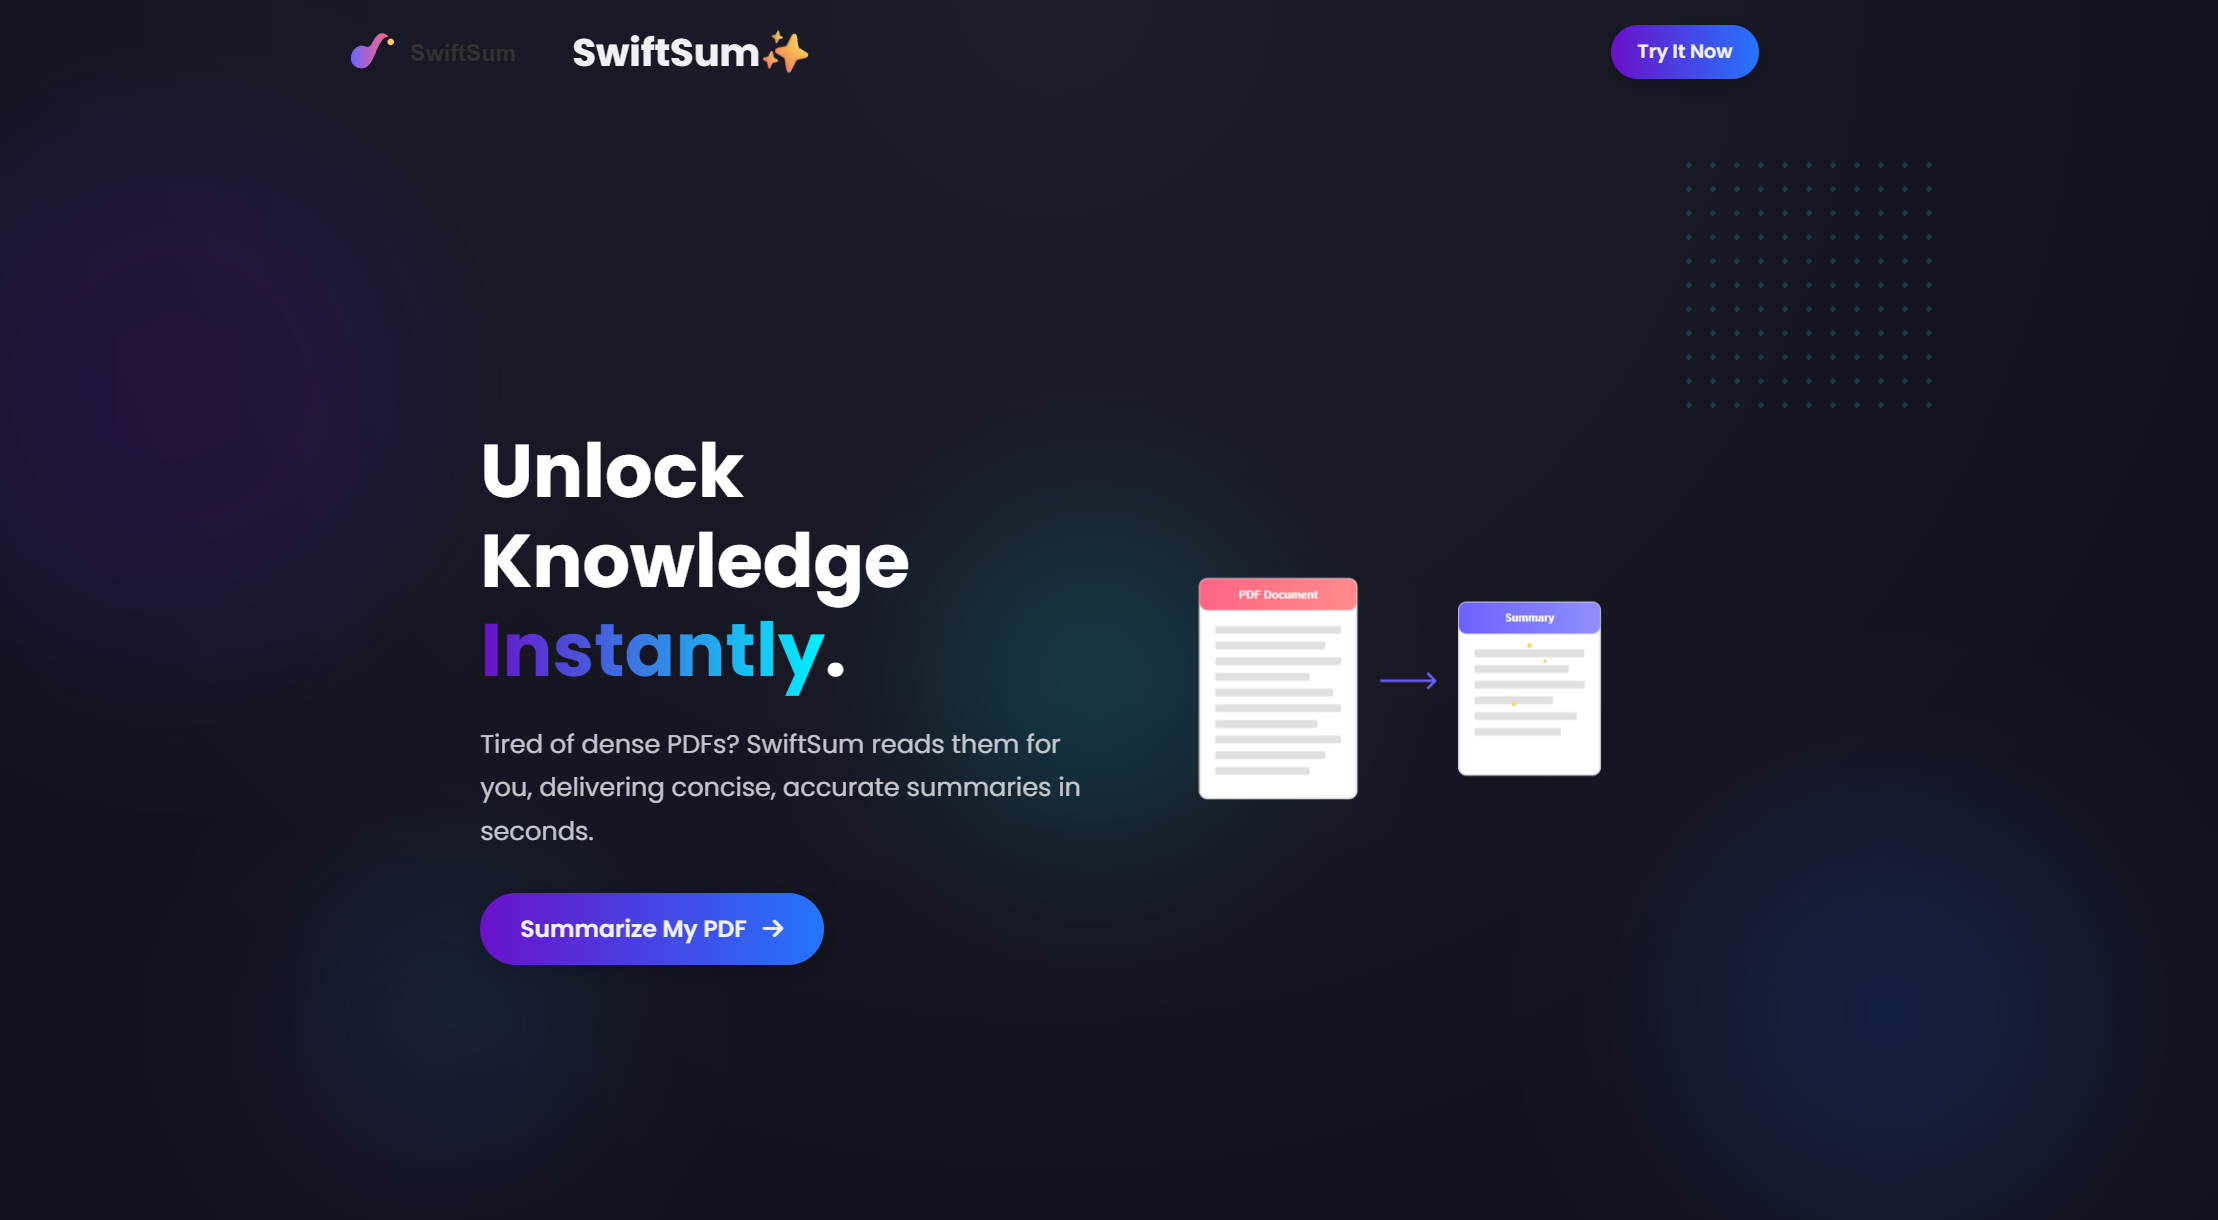 SwiftSum
SwiftSum✨
Try It Now
Unlock
Knowledge
Instantly.
Tired of dense PDFs? SwiftSum reads them for
you, delivering concise, accurate summaries in
seconds.
Summarize My PDF →
PDF Document
Summary